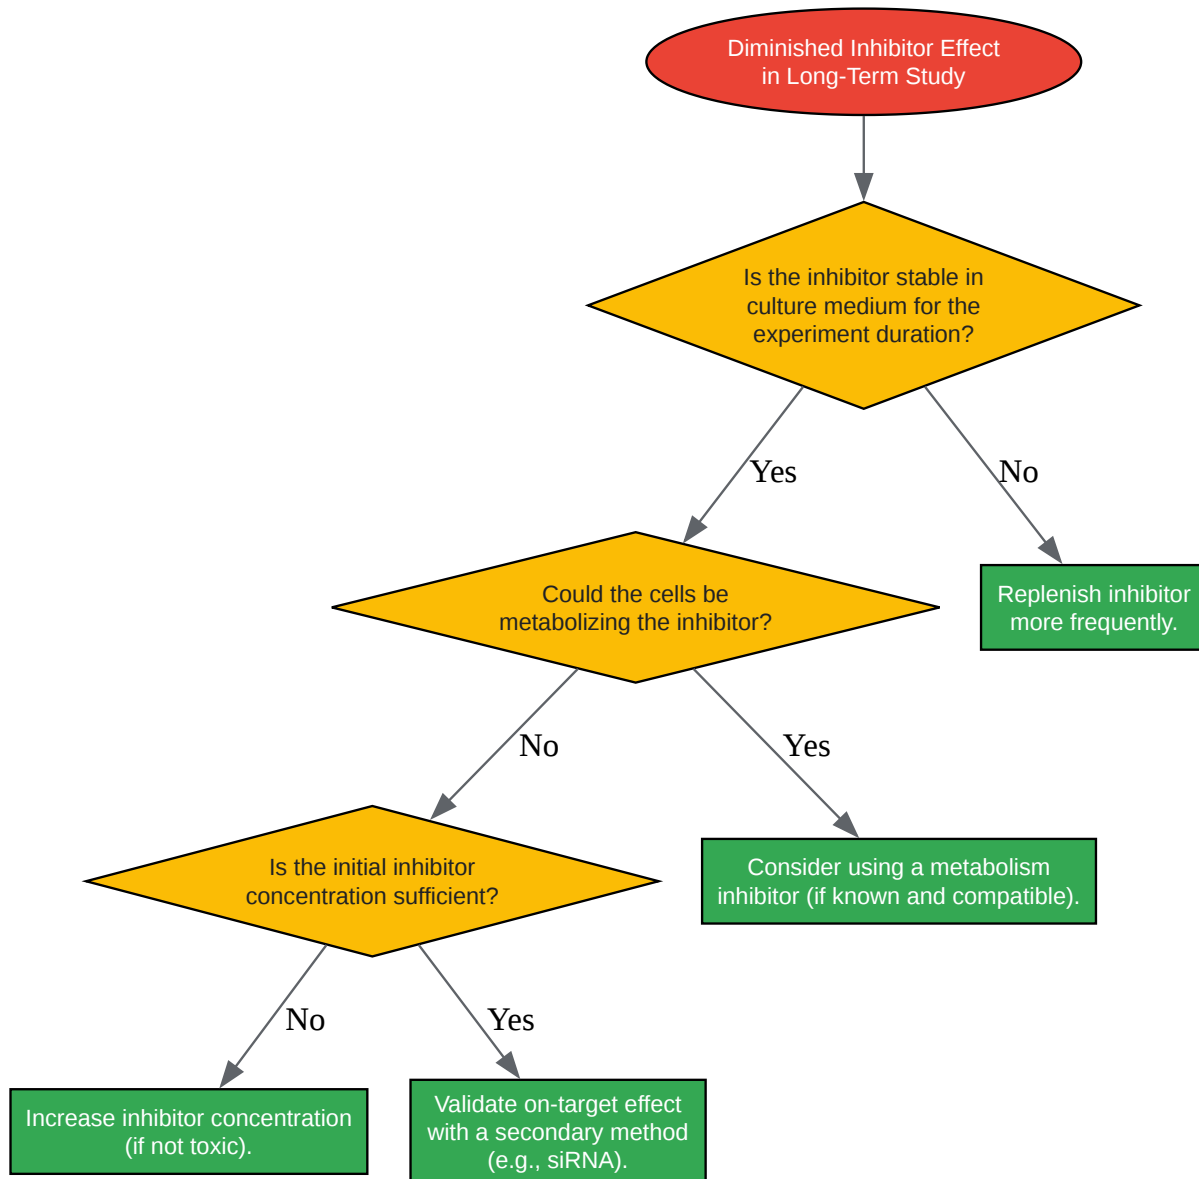 Diminished Inhibitor Effect
in Long-Term Study
Is the inhibitor stable in
culture medium for the
experiment duration?
Yes
No
Could the cells be
metabolizing the inhibitor?
Replenish inhibitor
more frequently.
No
Yes
Is the initial inhibitor
concentration sufficient?
Consider using a metabolism
inhibitor (if known and compatible).
No
Yes
Increase inhibitor concentration
(if not toxic).
Validate on-target effect
with a secondary method
(e.g., siRNA).